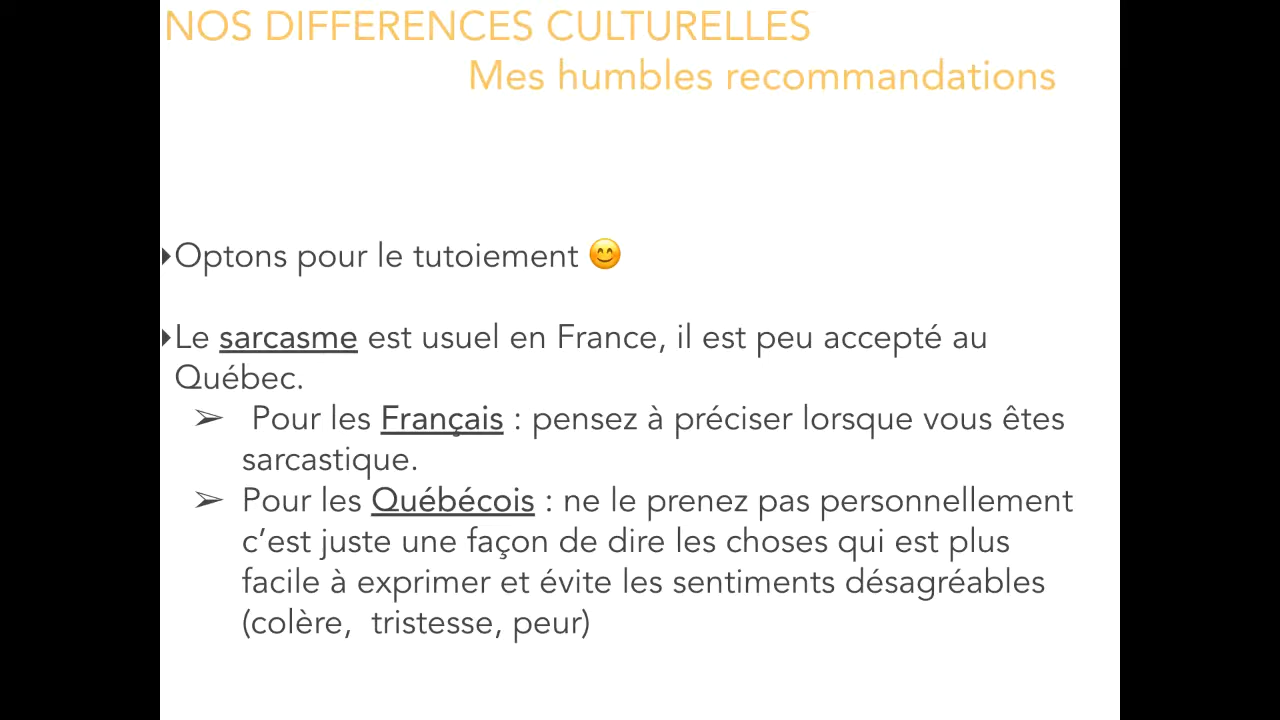 NOS DIFFERENCES CULTURELLES
Mes humbles recommandations
‣Optons pour le tutoiement 😊
‣Le sarcasme est usuel en France, il est peu accepté au
Québec.
➢ Pour les Français : pensez à préciser lorsque vous êtes
sarcastique.
➢ Pour les Québécois : ne le prenez pas personnellement
c’est juste une façon de dire les choses qui est plus
facile à exprimer et évite les sentiments désagréables
(colère, tristesse, peur)